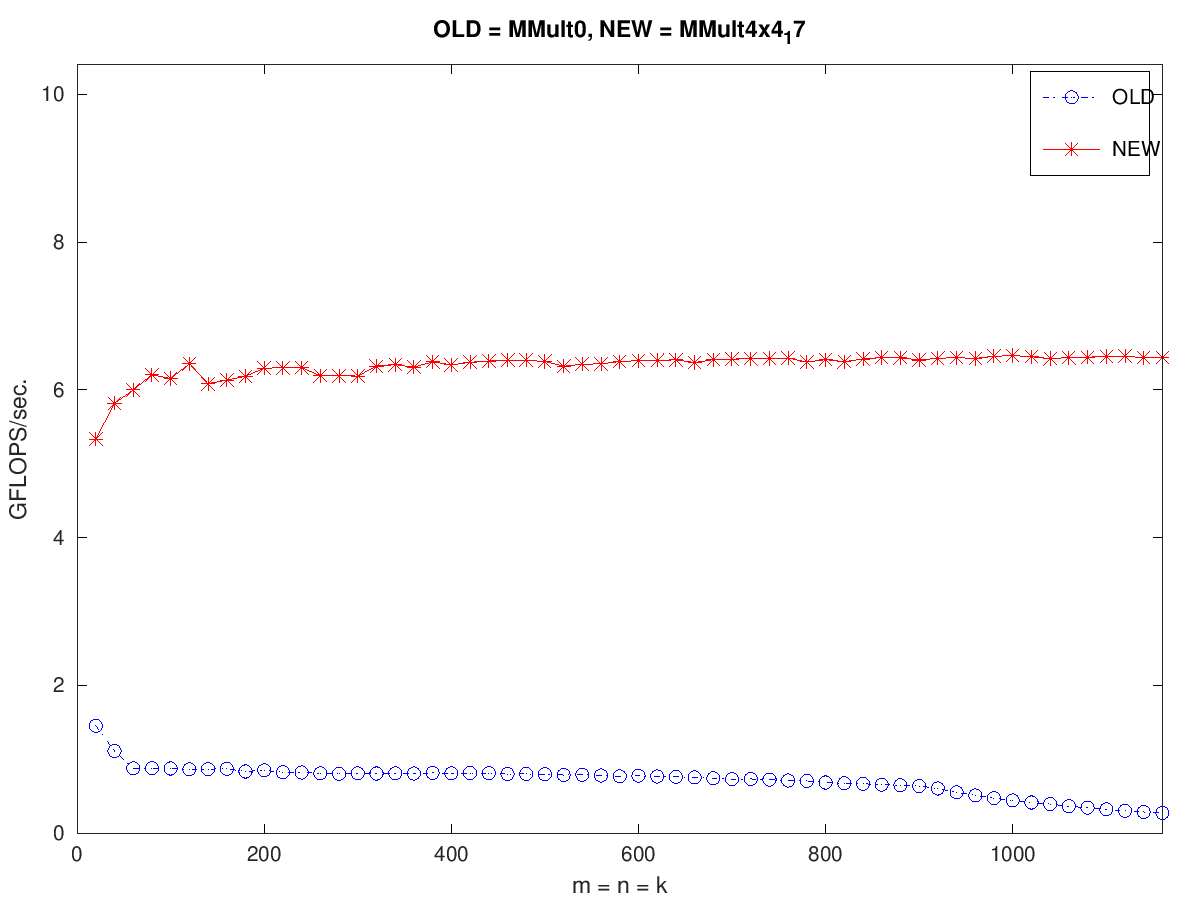 OLD = MMult0, NEW = MMult4x4₁7
OLD
NEW
10
8
6
4
2
0
GFLOPS/sec.
0 200 400 600 800 1000
m = n = k